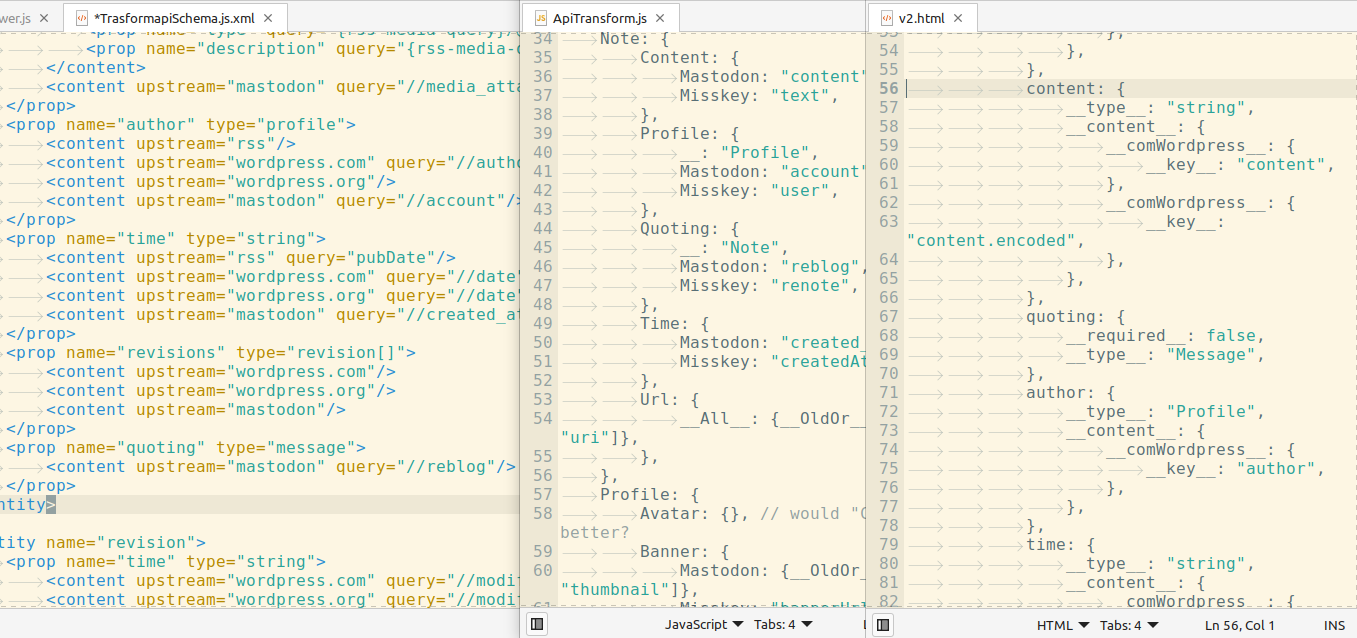 wer.js ✕ *TrasformapiSchema.js.xml ✕
<prop name="description" query="{rss-media-
</content>
<content upstream="mastodon" query="//media_atta
</prop>
<prop name="author" type="profile">
<content upstream="rss"/>
<content upstream="wordpress.com" query="//autho
<content upstream="wordpress.org"/>
<content upstream="mastodon" query="//account"/>
</prop>
<prop name="time" type="string">
<content upstream="rss" query="pubDate"/>
<content upstream="wordpress.com" query="//date"
<content upstream="wordpress.org" query="//date"
<content upstream="mastodon" query="//created_at
</prop>
<prop name="revisions" type="revision[]">
<content upstream="wordpress.com"/>
<content upstream="wordpress.org"/>
<content upstream="mastodon"/>
</prop>
<prop name="quoting" type="message">
<content upstream="mastodon" query="//reblog"/>
</prop>
ntity>
tity name="revision">
<prop name="time" type="string">
<content upstream="wordpress.com" query="//modif
<content upstream="wordpress.org" query="//modif
ApiTransform.js ✕
34 Note: {
35 Content: {
36 Mastodon: "content"
37 Misskey: "text",
38 },
39 Profile: {
40 __: "Profile",
41 Mastodon: "account"
42 Misskey: "user",
43 },
44 Quoting: {
45 __: "Note",
46 Mastodon: "reblog",
47 Misskey: "renote",
48 },
49 Time: {
50 Mastodon: "created_
51 Misskey: "createdAt
52 },
53 Url: {
54 __All__: {__OldOr__
"uri"]},
55 },
56 },
57 Profile: {
58 Avatar: {}, // would "
better?
59 Banner: {
60 Mastodon: {__OldOr_
"thumbnail"]},
61 Misskey: "bannerUrl
JavaScript Tabs: 4
v2.html ✕
53 },
54 },
55 },
56 content: {
57 __type__: "string",
58 __content__: {
59 __comWordpress__: {
60 __key__: "content",
61 },
62 __comWordpress__: {
63 __key__:
"content.encoded",
64 },
65 },
66 },
67 quoting: {
68 __required__: false,
69 __type__: "Message",
70 },
71 author: {
72 __type__: "Profile",
73 __content__: {
74 __comWordpress__: {
75 __key__: "author",
76 },
77 },
78 },
79 time: {
80 __type__: "string",
81 __content__: {
82 __comWordpress__: {
HTML Tabs: 4 Ln 56, Col 1 INS